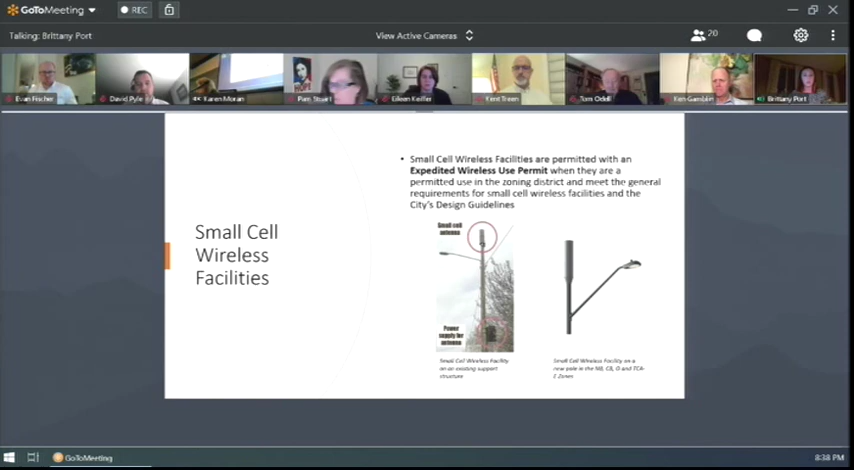 GoToMeeting
REC
Talking: Brittany Port
View Active Cameras
20
Evan Fischer
David Pyle
Karen Moran
Pam Stuart
Eileen Keiffer
Kent Treen
Tom Odell
Ken Gamblin
Brittany Port
HOPE
Small Cell
Wireless
Facilities
• Small Cell Wireless Facilities are permitted with an
Expedited Wireless Use Permit when they are a
permitted use in the zoning district and meet the general
requirements for small cell wireless facilities and the
City's Design Guidelines
Small cell
antenna
Power
supply for
antenna
Small Cell Wireless Facility
on an existing support
structure
Small Cell Wireless Facility on a
new pole in the NB, CB, O and TCA-
E Zones
GoToMeeting
8:38 PM